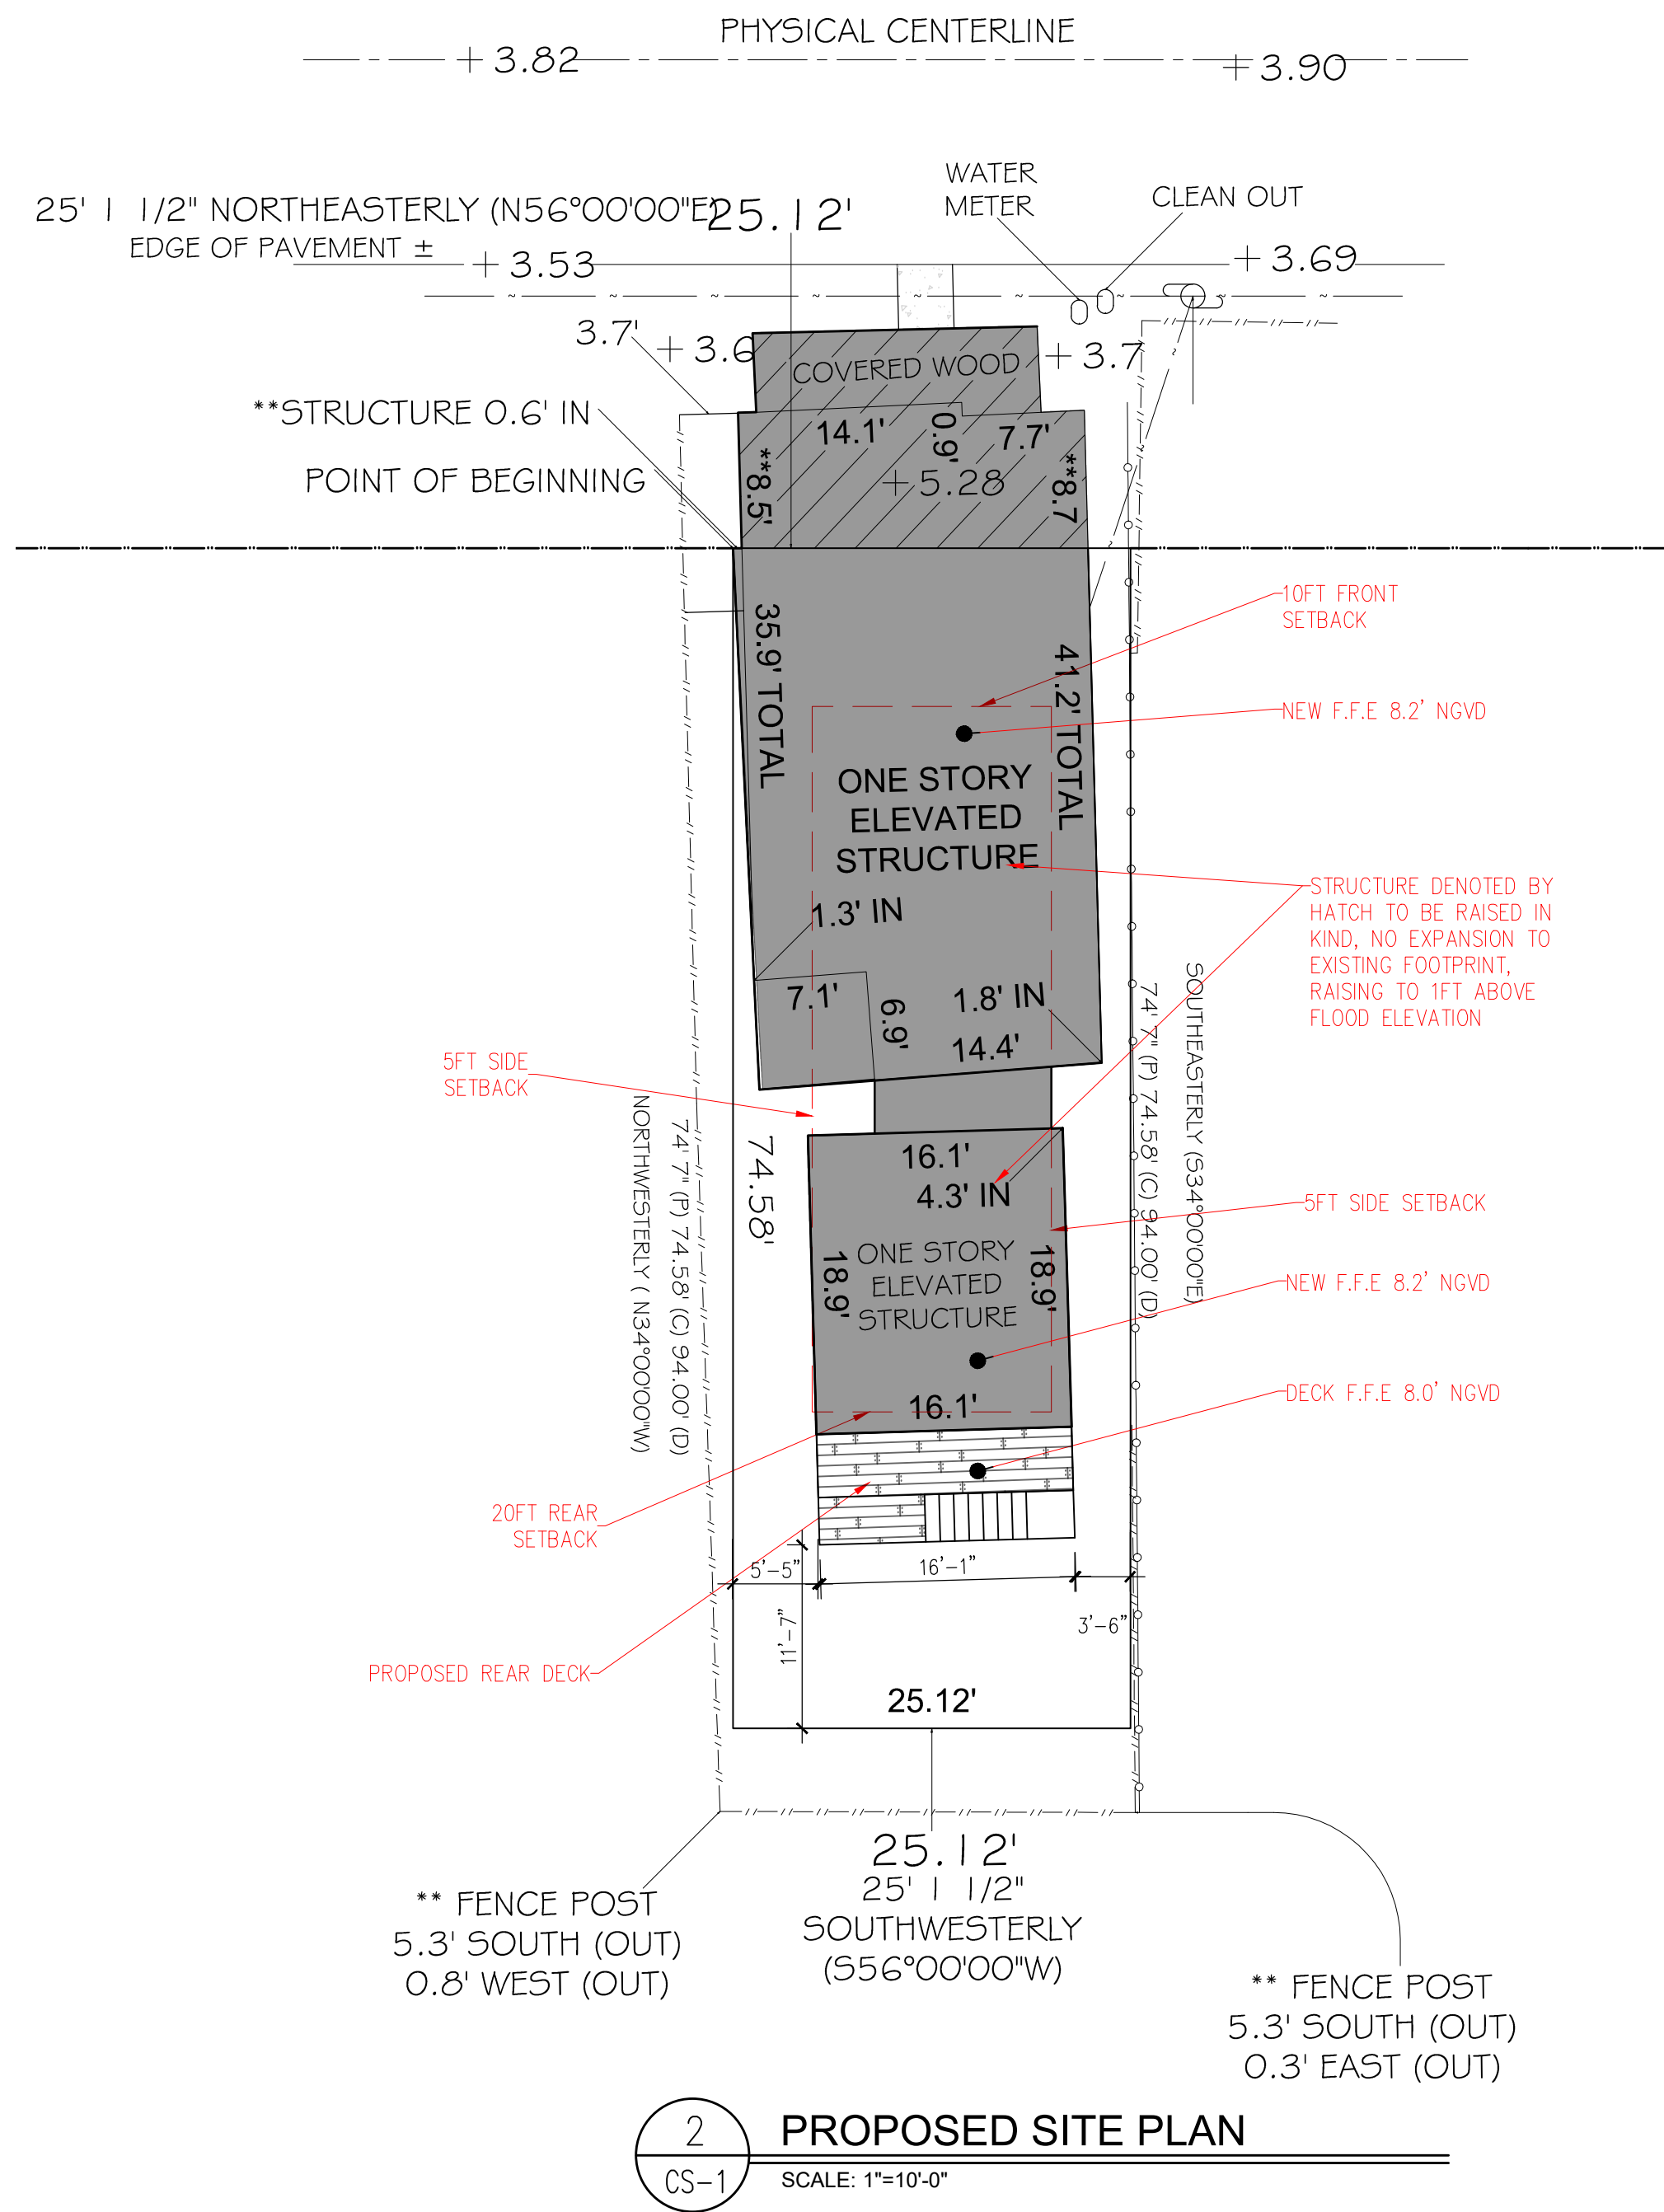 PHYSICAL CENTERLINE
+ 3.82
+ 3.90
WATER
METER
CLEAN OUT
25' 1 1/2" NORTHEASTERLY (N56°00'00"E)
25.12'
EDGE OF PAVEMENT ±
+ 3.53
+ 3.69
3.7'
+ 3.6
+ 3.7
COVERED WOOD
**STRUCTURE 0.6' IN
14.1'
0.9'
7.7'
**8.5'
+ 5.28
**8.7
POINT OF BEGINNING
10FT FRONT
SETBACK
35.9' TOTAL
41.2' TOTAL
NEW F.F.E 8.2' NGVD
ONE STORY
ELEVATED
STRUCTURE
STRUCTURE DENOTED BY
HATCH TO BE RAISED IN
KIND, NO EXPANSION TO
EXISTING FOOTPRINT,
RAISING TO 1FT ABOVE
FLOOD ELEVATION
1.3' IN
7.1'
6.9'
1.8' IN
14.4'
5FT SIDE
SETBACK
NORTHWESTERLY ( N34°00'00"W)
74' 7" (P) 74.58' (C) 94.00' (D)
74.58'
74' 7" (P) 74.58' (C) 94.00' (D)
SOUTHEASTERLY (S34°00'00"E)
16.1'
4.3' IN
5FT SIDE SETBACK
18.9'
ONE STORY
ELEVATED
STRUCTURE
18.9'
NEW F.F.E 8.2' NGVD
16.1'
DECK F.F.E 8.0' NGVD
20FT REAR
SETBACK
5'-5"
16'-1"
3'-6"
11'-7"
PROPOSED REAR DECK
25.12'
25.12'
25' 1 1/2"
SOUTHWESTERLY
(S56°00'00"W)
** FENCE POST
5.3' SOUTH (OUT)
0.8' WEST (OUT)
** FENCE POST
5.3' SOUTH (OUT)
0.3' EAST (OUT)
2
CS-1
PROPOSED SITE PLAN
SCALE: 1"=10'-0"